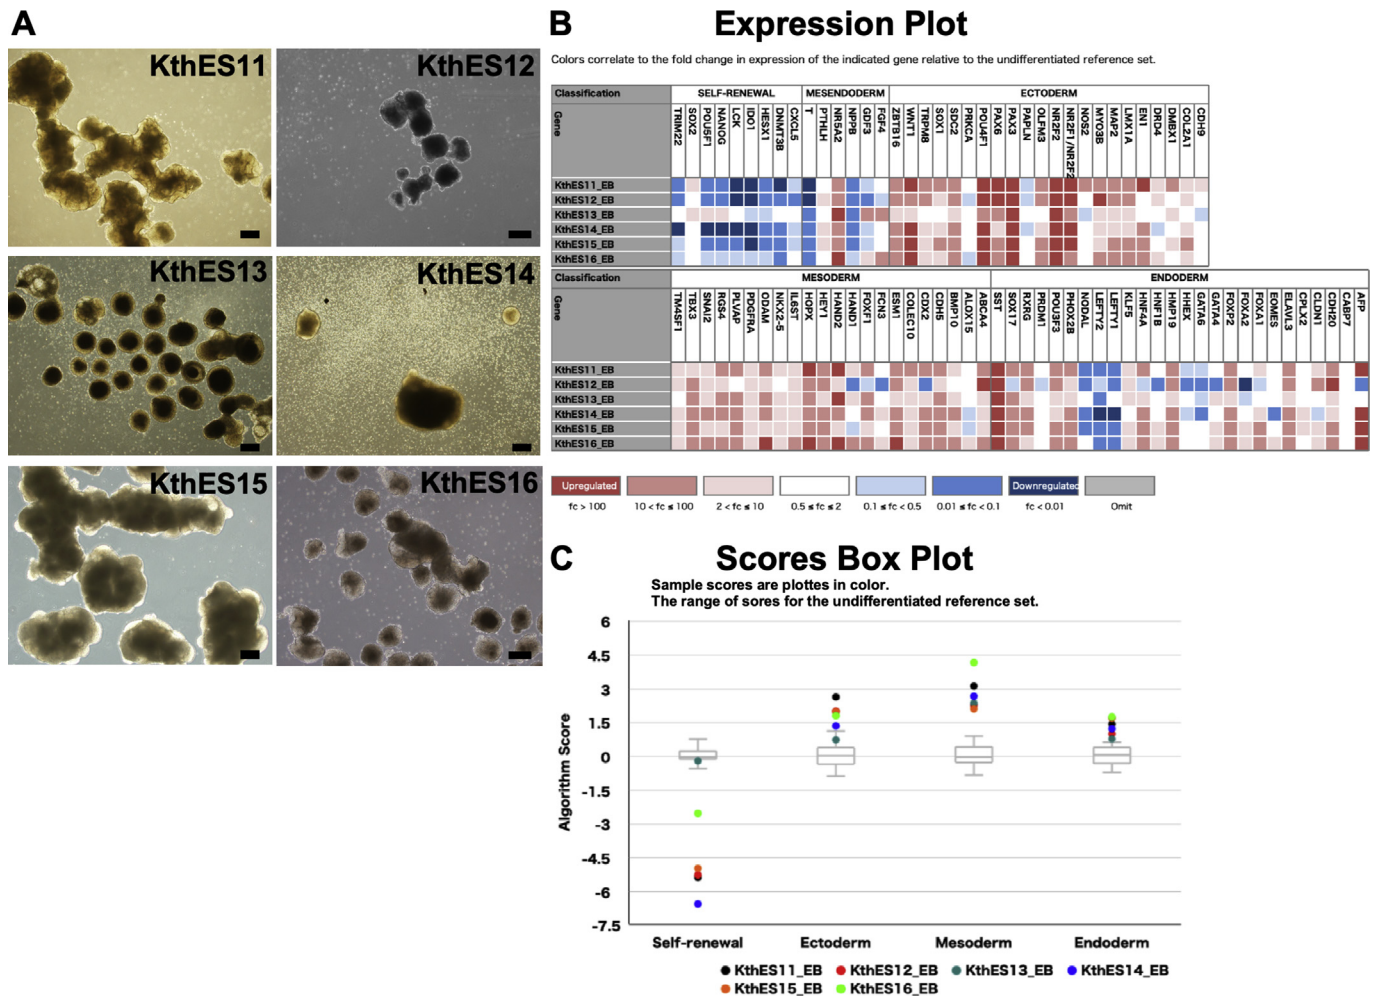 A
KthES11
KthES12
KthES13
KthES14
KthES15
KthES16
B Expression Plot
Colors correlate to the fold change in expression of the indicated gene relative to the undifferentiated reference set.
Classification SELF-RENEWAL MESENDODERM ECTODERM
Gene TRIM22 SOX2 POU5F1 NANOG LCK IDO1 HESX1 DNMT3B CXCL5 T PTHLH NR5A2 NPPB GDF3 FGF4 ZBTB16 WNT1 TRPM8 SOX1 SDC2 PRKCA POU4F1 PAX6 PAX3 PAPLN OLFM3 NR2F2 NR2F1/NR2F2 NOS2 MYO3B MAP2 LMX1A EN1 DRD4 DMBX1 COL2A1 CDH9
KthES11_EB
KthES12_EB
KthES13_EB
KthES14_EB
KthES15_EB
KthES16_EB
Classification MESODERM ENDODERM
Gene TM4SF1 TBX3 SNAI2 RGS4 PLVAP PDGFRA ODAM NKX2-5 IL6ST HOPX HEY1 HAND2 HAND1 FOXF1 FCN3 ESM1 COLEC10 CDX2 CDH5 BMP10 ALOX15 ABCA4 SST SOX17 RXRG PRDM1 POU3F3 PHOX2B NODAL LEFTY2 LEFTY1 KLF5 HNF4A HNF1B HMP19 HHEX GATA6 GATA4 FOXP2 FOXA2 FOXA1 EOMES ELAVL3 CPLX2 CLDN1 CDH20 CABP7 AFP
KthES11_EB
KthES12_EB
KthES13_EB
KthES14_EB
KthES15_EB
KthES16_EB
Upregulated Downregulated
fc > 100 10 < fc ≦ 100 2 < fc ≦ 10 0.5 ≦ fc ≦ 2 0.1 ≦ fc < 0.5 0.01 ≦ fc < 0.1 fc < 0.01 Omit
C Scores Box Plot
Sample scores are plottes in color.
The range of sores for the undifferentiated reference set.
Algorithm Score
6
4.5
3
1.5
0
-1.5
-3
-4.5
-6
-7.5
Self-renewal Ectoderm Mesoderm Endoderm
KthES11_EB KthES12_EB KthES13_EB KthES14_EB
KthES15_EB KthES16_EB